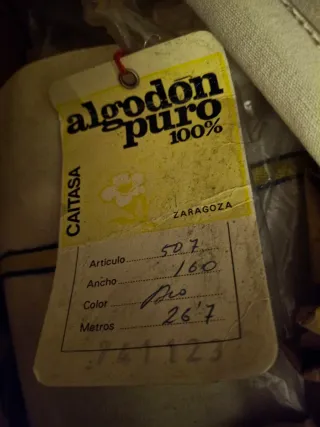 algodón
puro
100%
CAITASA
ZARAGOZA
Artículo 507
Ancho 160
Color
Metros 26'7